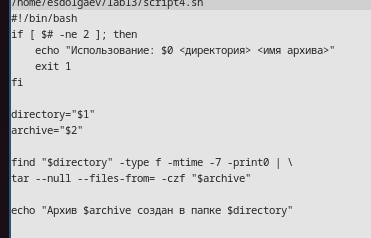 /home/esdolgaev/lab13/script4.sh
#!/bin/bash
if [ $# -ne 2 ]; then
    echo "Использование: $0 <директория> <имя архива>"
    exit 1
fi
directory="$1"
archive="$2"
find "$directory" -type f -mtime -7 -print0 | \
tar --null --files-from= -czf "$archive"
echo "Архив $archive создан в папке $directory"